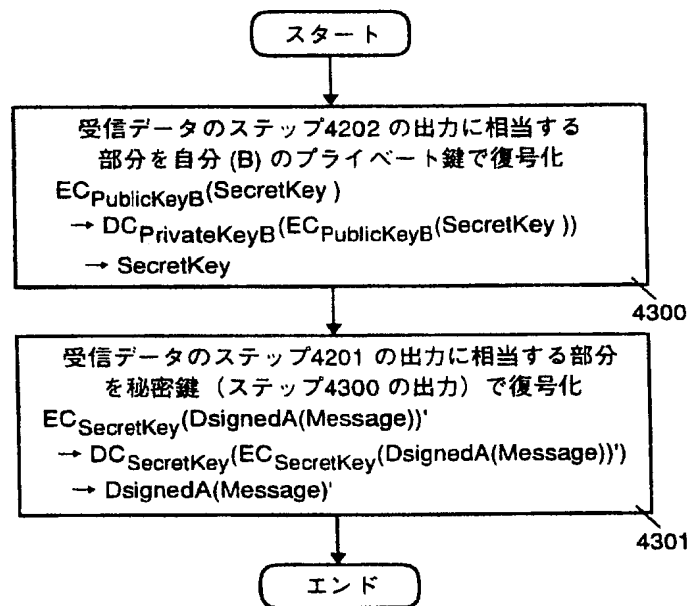 スタート
受信データのステップ4202 の出力に相当する
部分を自分 (B) のプライベート鍵で復号化
EC_PublicKeyB(SecretKey )
→ DC_PrivateKeyB(EC_PublicKeyB(SecretKey ))
→ SecretKey
4300
受信データのステップ4201 の出力に相当する部分
を秘密鍵（ステップ4300 の出力）で復号化
EC_SecretKey(DsignedA(Message))'
→ DC_SecretKey(EC_SecretKey(DsignedA(Message))')
→ DsignedA(Message)'
4301
エンド